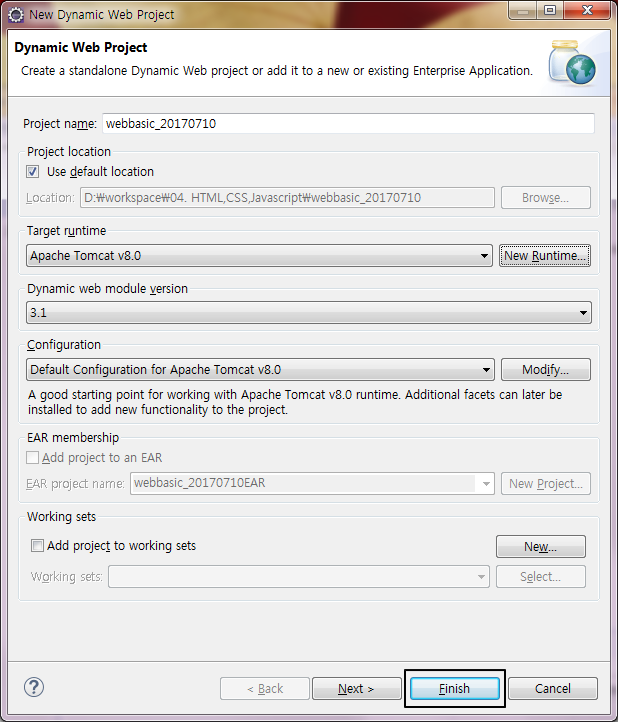 New Dynamic Web Project
Dynamic Web Project
Create a standalone Dynamic Web project or add it to a new or existing Enterprise Application.
Project name: webbasic_20170710
Project location
Use default location
Location: D:₩workspace₩04. HTML,CSS,Javascript₩webbasic_20170710 Browse...
Target runtime
Apache Tomcat v8.0 New Runtime...
Dynamic web module version
3.1
Configuration
Default Configuration for Apache Tomcat v8.0 Modify...
A good starting point for working with Apache Tomcat v8.0 runtime. Additional facets can later be
installed to add new functionality to the project.
EAR membership
Add project to an EAR
EAR project name: webbasic_20170710EAR New Project...
Working sets
Add project to working sets New...
Working sets: Select...
? < Back Next > Finish Cancel